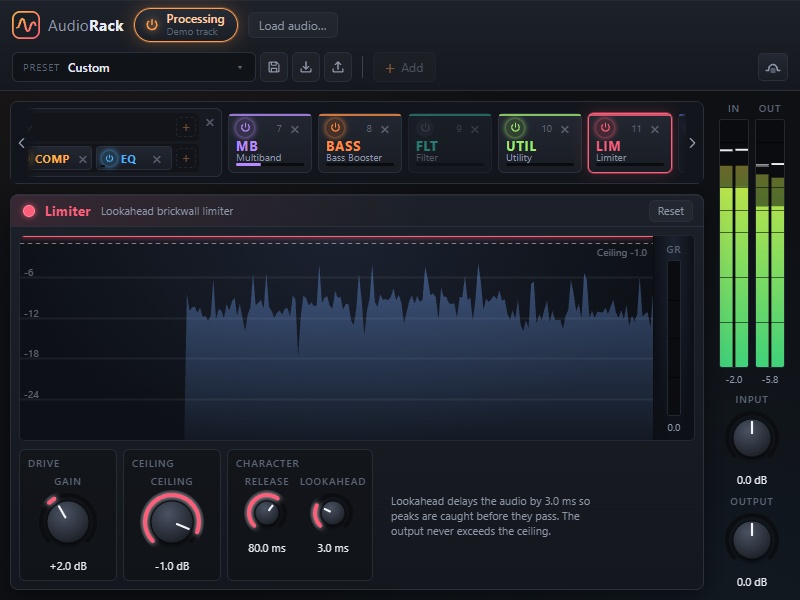 AudioRack
Processing
Demo track
Load audio...
PRESET Custom
+ Add
COMP
EQ
7
MB
Multiband
8
BASS
Bass Booster
9
FLT
Filter
10
UTIL
Utility
11
LIM
Limiter
Limiter Lookahead brickwall limiter
Reset
Ceiling -1.0
-6
-12
-18
-24
GR
0.0
DRIVE
GAIN
+2.0 dB
CEILING
CEILING
-1.0 dB
CHARACTER
RELEASE LOOKAHEAD
80.0 ms 3.0 ms
Lookahead delays the audio by 3.0 ms so
peaks are caught before they pass. The
output never exceeds the ceiling.
IN OUT
-2.0 -5.8
INPUT
0.0 dB
OUTPUT
0.0 dB